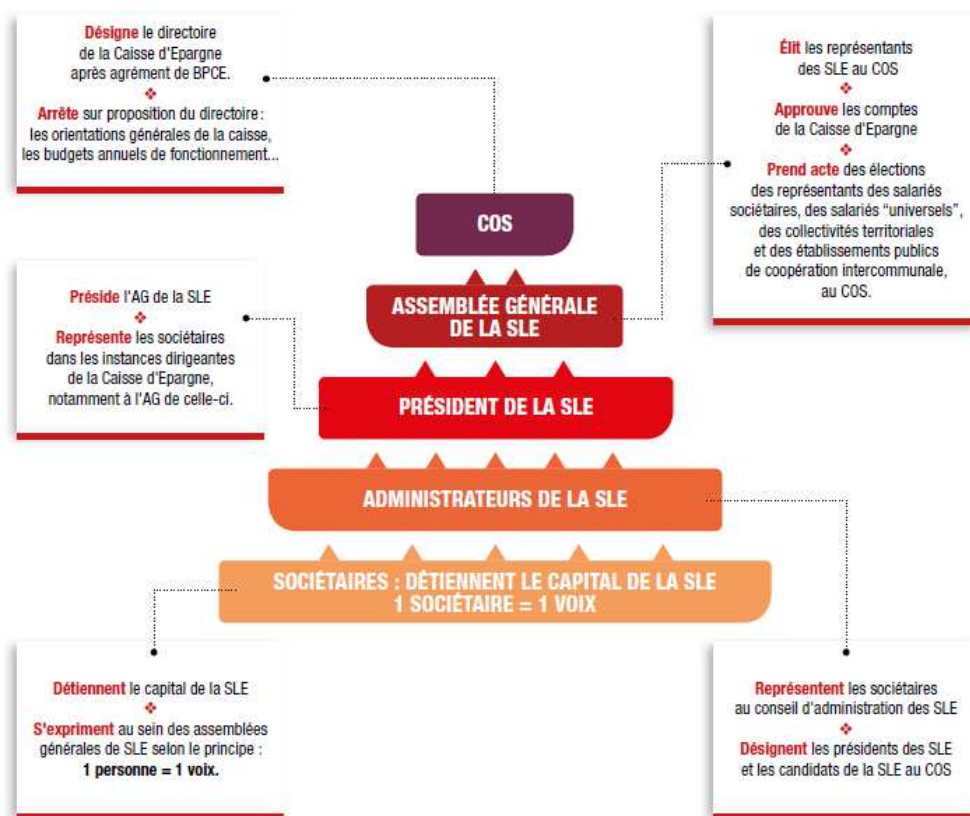 Désigne le directoire
de la Caisse d'Epargne
après agrément de BPCE.
❖
Arrête sur proposition du directoire :
les orientations générales de la caisse,
les budgets annuels de fonctionnement...
Élit les représentants
des SLE au COS
❖
Approuve les comptes
de la Caisse d'Epargne
❖
Prend acte des élections
des représentants des salariés
sociétaires, des salariés "universels",
des collectivités territoriales
et des établissements publics
de coopération intercommunale,
au COS.
COS
Préside l'AG de la SLE
❖
Représente les sociétaires
dans les instances dirigeantes
de la Caisse d'Epargne,
notamment à l'AG de celle-ci.
ASSEMBLÉE GÉNÉRALE
DE LA SLE
PRÉSIDENT DE LA SLE
ADMINISTRATEURS DE LA SLE
SOCIÉTAIRES : DÉTIENNENT LE CAPITAL DE LA SLE
1 SOCIÉTAIRE = 1 VOIX
Détiennent le capital de la SLE
❖
S'expriment au sein des assemblées
générales de SLE selon le principe :
1 personne = 1 voix.
Représentent les sociétaires
au conseil d'administration des SLE
❖
Désignent les présidents des SLE
et les candidats de la SLE au COS